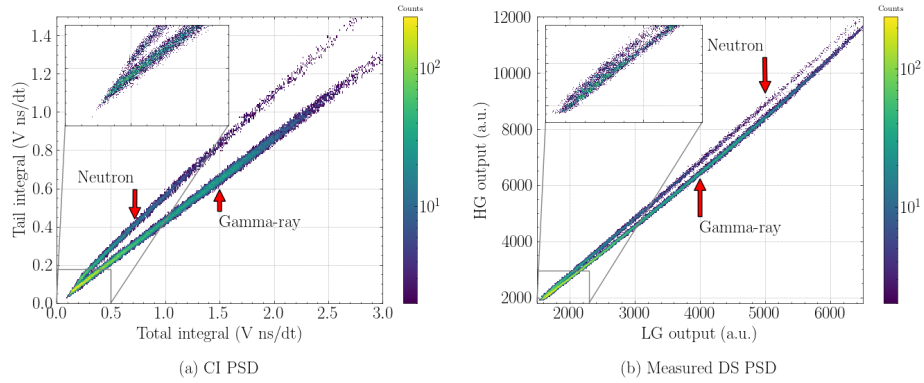 Counts
1.4
1.2
1.0
0.8
0.6
0.4
0.2
0.0
Tail integral (V ns/dt)
Neutron
Gamma-ray
0.0 0.5 1.0 1.5 2.0 2.5 3.0
Total integral (V ns/dt)
10²
10¹
(a) CI PSD
Counts
12000
10000
8000
6000
4000
2000
HG output (a.u.)
Neutron
Gamma-ray
2000 3000 4000 5000 6000
LG output (a.u.)
10²
10¹
(b) Measured DS PSD